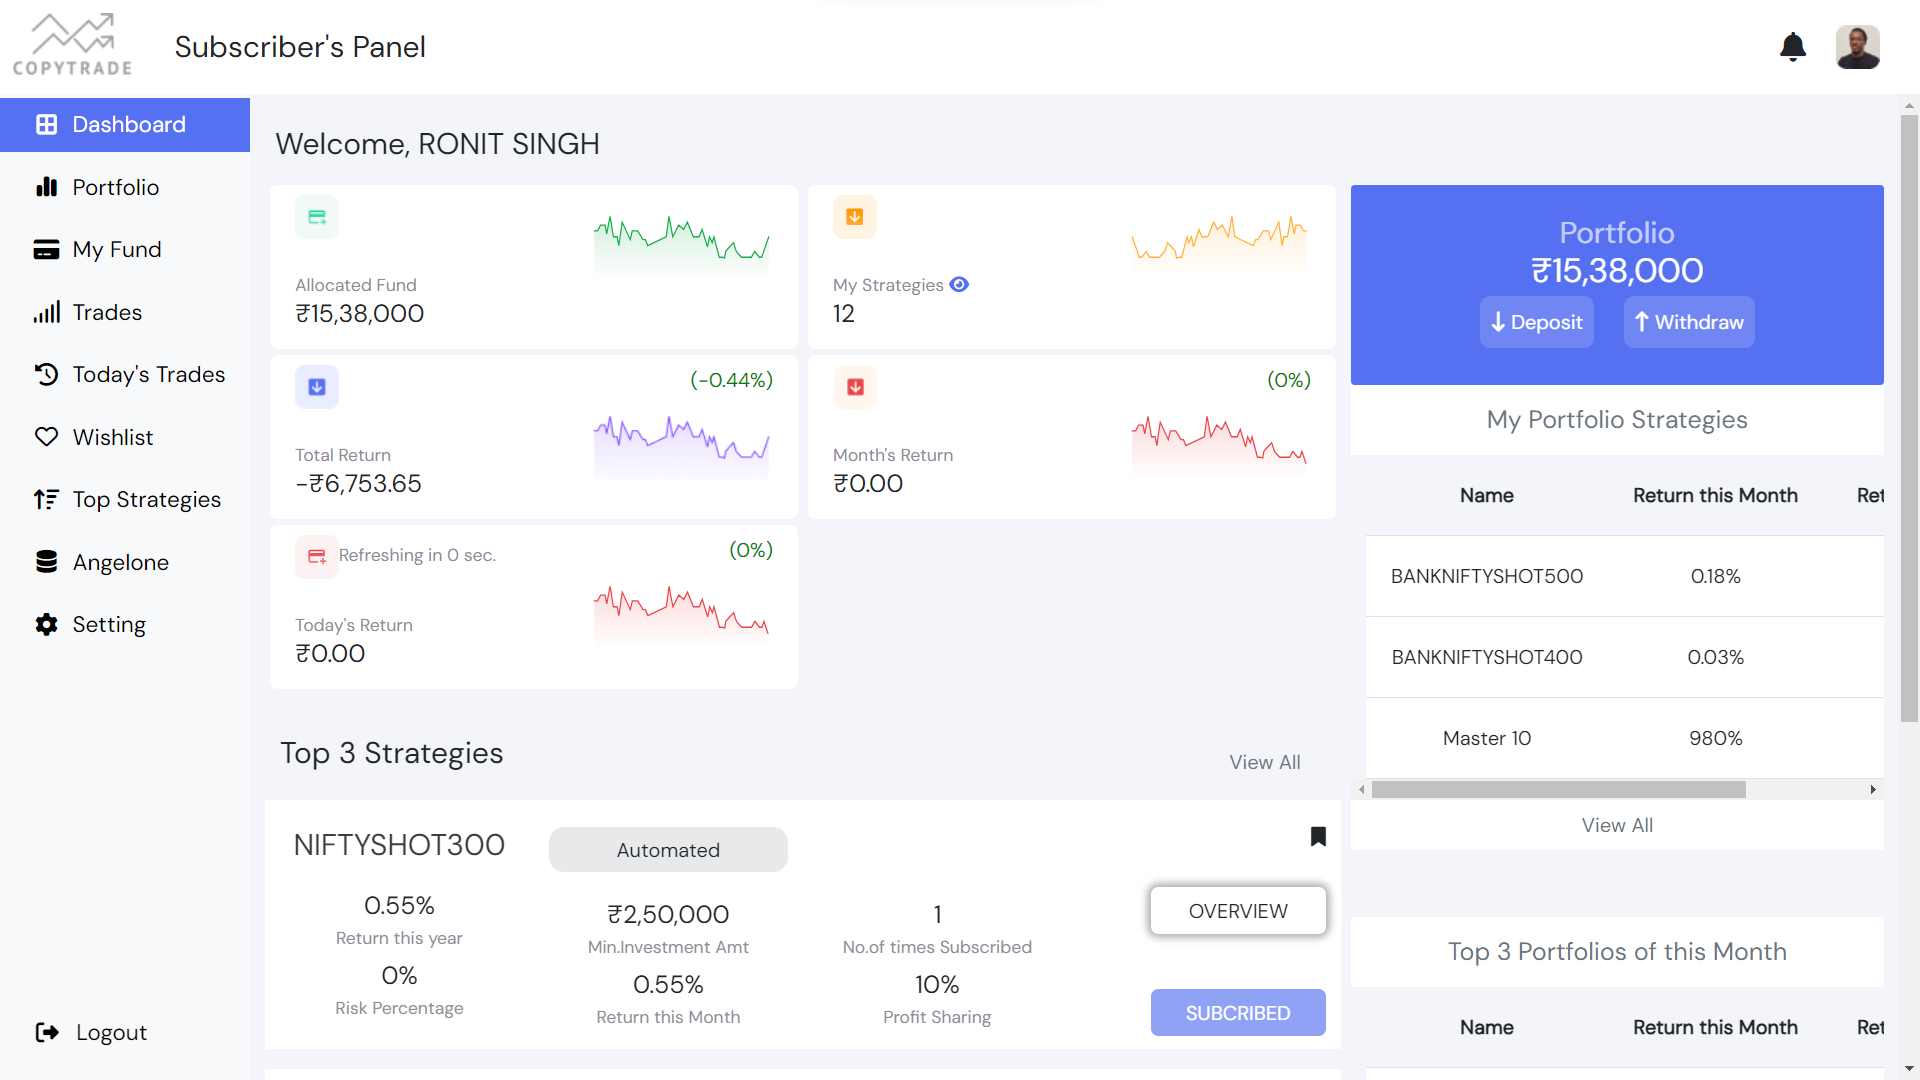 COPYTRADE
Subscriber's Panel
Dashboard
Portfolio
My Fund
Trades
Today's Trades
Wishlist
Top Strategies
Angelone
Setting
Logout
Welcome, RONIT SINGH
Allocated Fund
₹15,38,000
My Strategies
12
(-0.44%)
Total Return
-₹6,753.65
(0%)
Month's Return
₹0.00
Refreshing in 0 sec.
(0%)
Today's Return
₹0.00
Portfolio
₹15,38,000
Deposit
Withdraw
My Portfolio Strategies
Name Return this Month Ret
BANKNIFTYSHOT500 0.18%
BANKNIFTYSHOT400 0.03%
Master 10 980%
View All
Top 3 Strategies
View All
NIFTYSHOT300
Automated
0.55%
Return this year
0%
Risk Percentage
₹2,50,000
Min.Investment Amt
0.55%
Return this Month
1
No.of times Subscribed
10%
Profit Sharing
OVERVIEW
SUBCRIBED
Top 3 Portfolios of this Month
Name Return this Month Ret